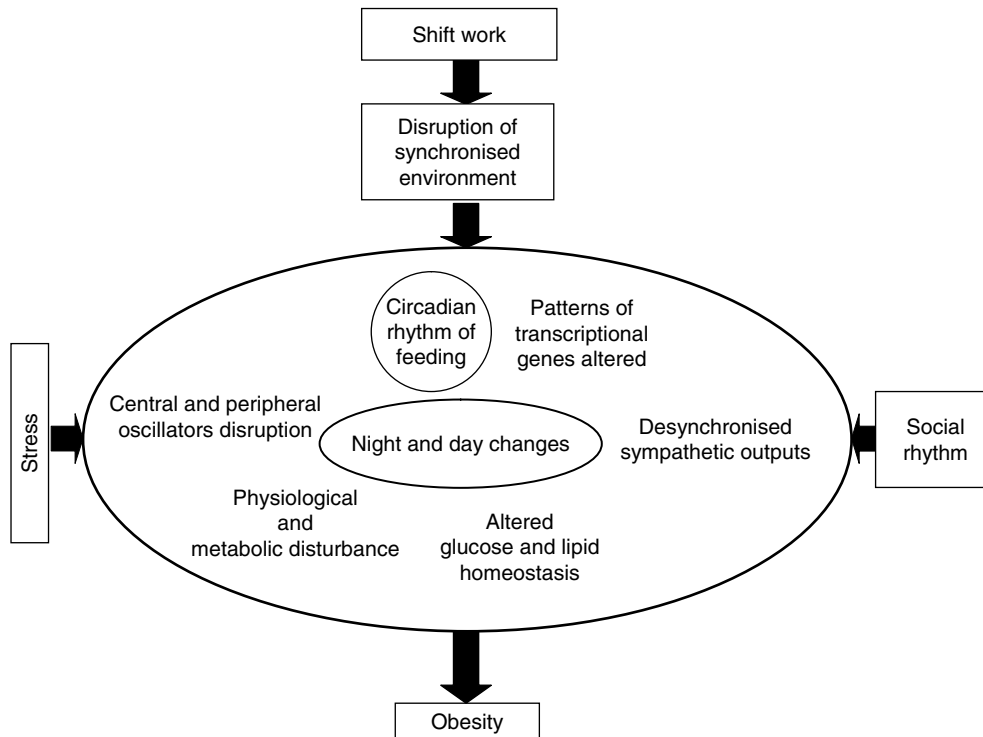 Shift work
Disruption of
synchronised
environment
Circadian
rhythm of
feeding
Patterns of
transcriptional
genes altered
Central and peripheral
oscillators disruption
Night and day changes
Desynchronised
sympathetic outputs
Physiological
and
metabolic disturbance
Altered
glucose and lipid
homeostasis
Stress
Social
rhythm
Obesity